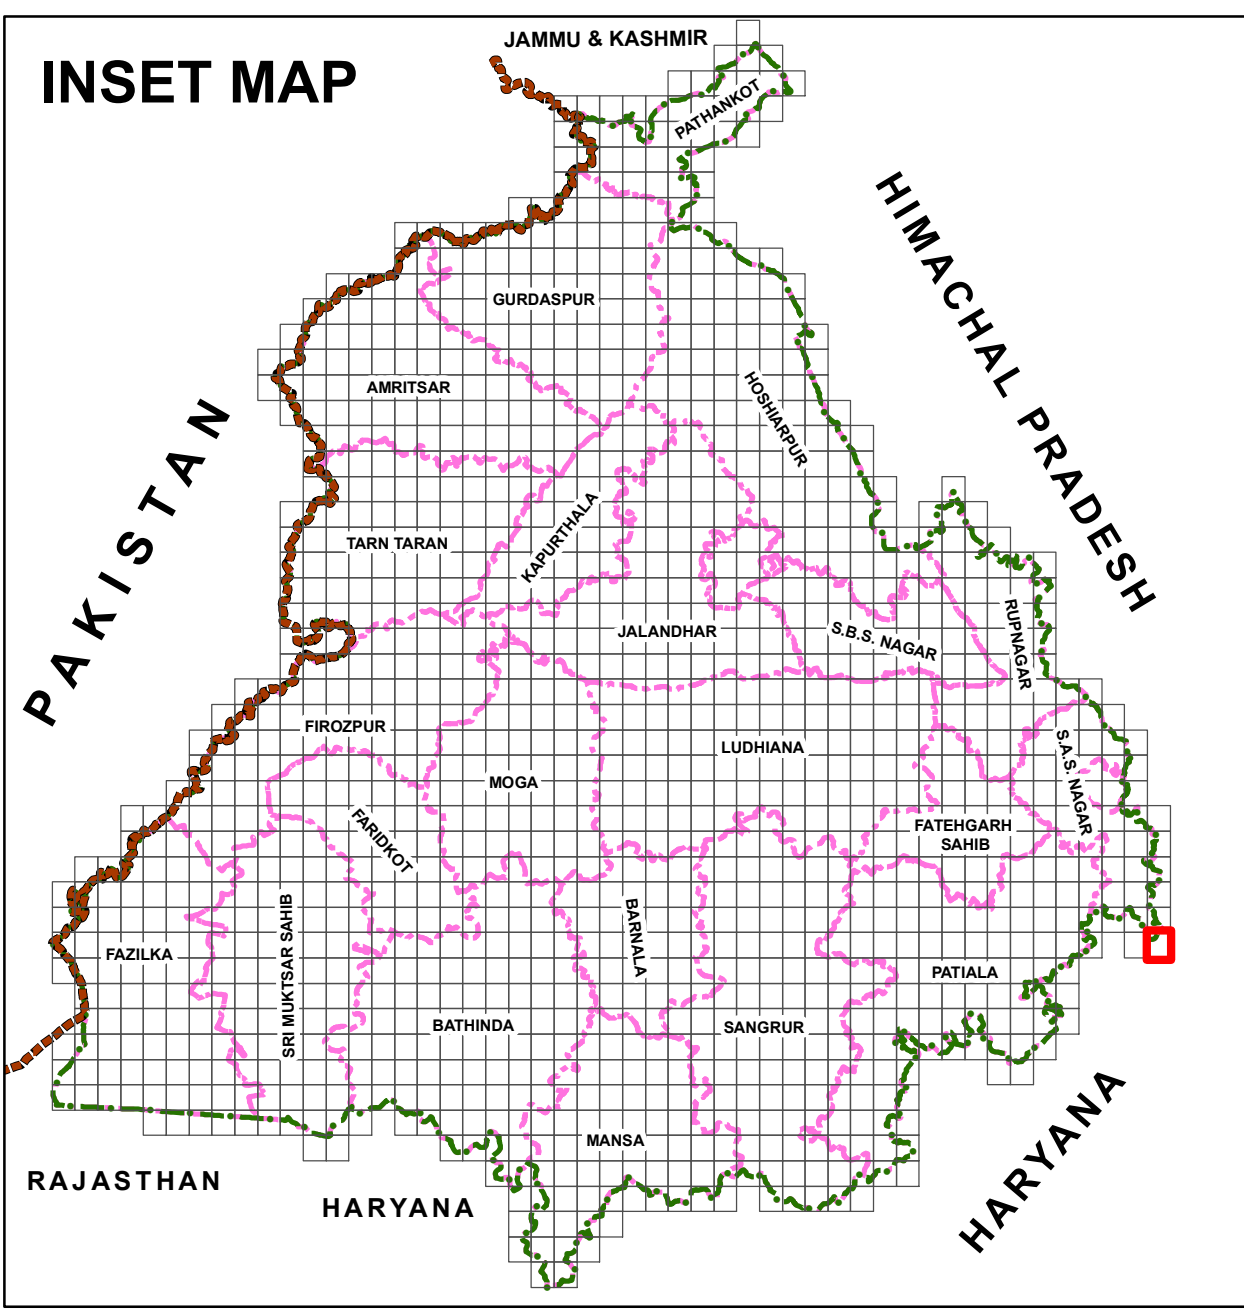 JAMMU & KASHMIR
INSET MAP
PATHANKOT
HIMACHAL PRADESH
GURDASPUR
AMRITSAR
HOSHIARPUR
PAKISTAN
KAPURTHALA
TARN TARAN
JALANDHAR
S.B.S. NAGAR
RUPNAGAR
FIROZPUR
LUDHIANA
S.A.S. NAGAR
MOGA
FARIDKOT
FATEHGARH
SAHIB
BARNALA
SRI MUKTSAR SAHIB
FAZILKA
PATIALA
BATHINDA
SANGRUR
MANSA
HARYANA
RAJASTHAN
HARYANA